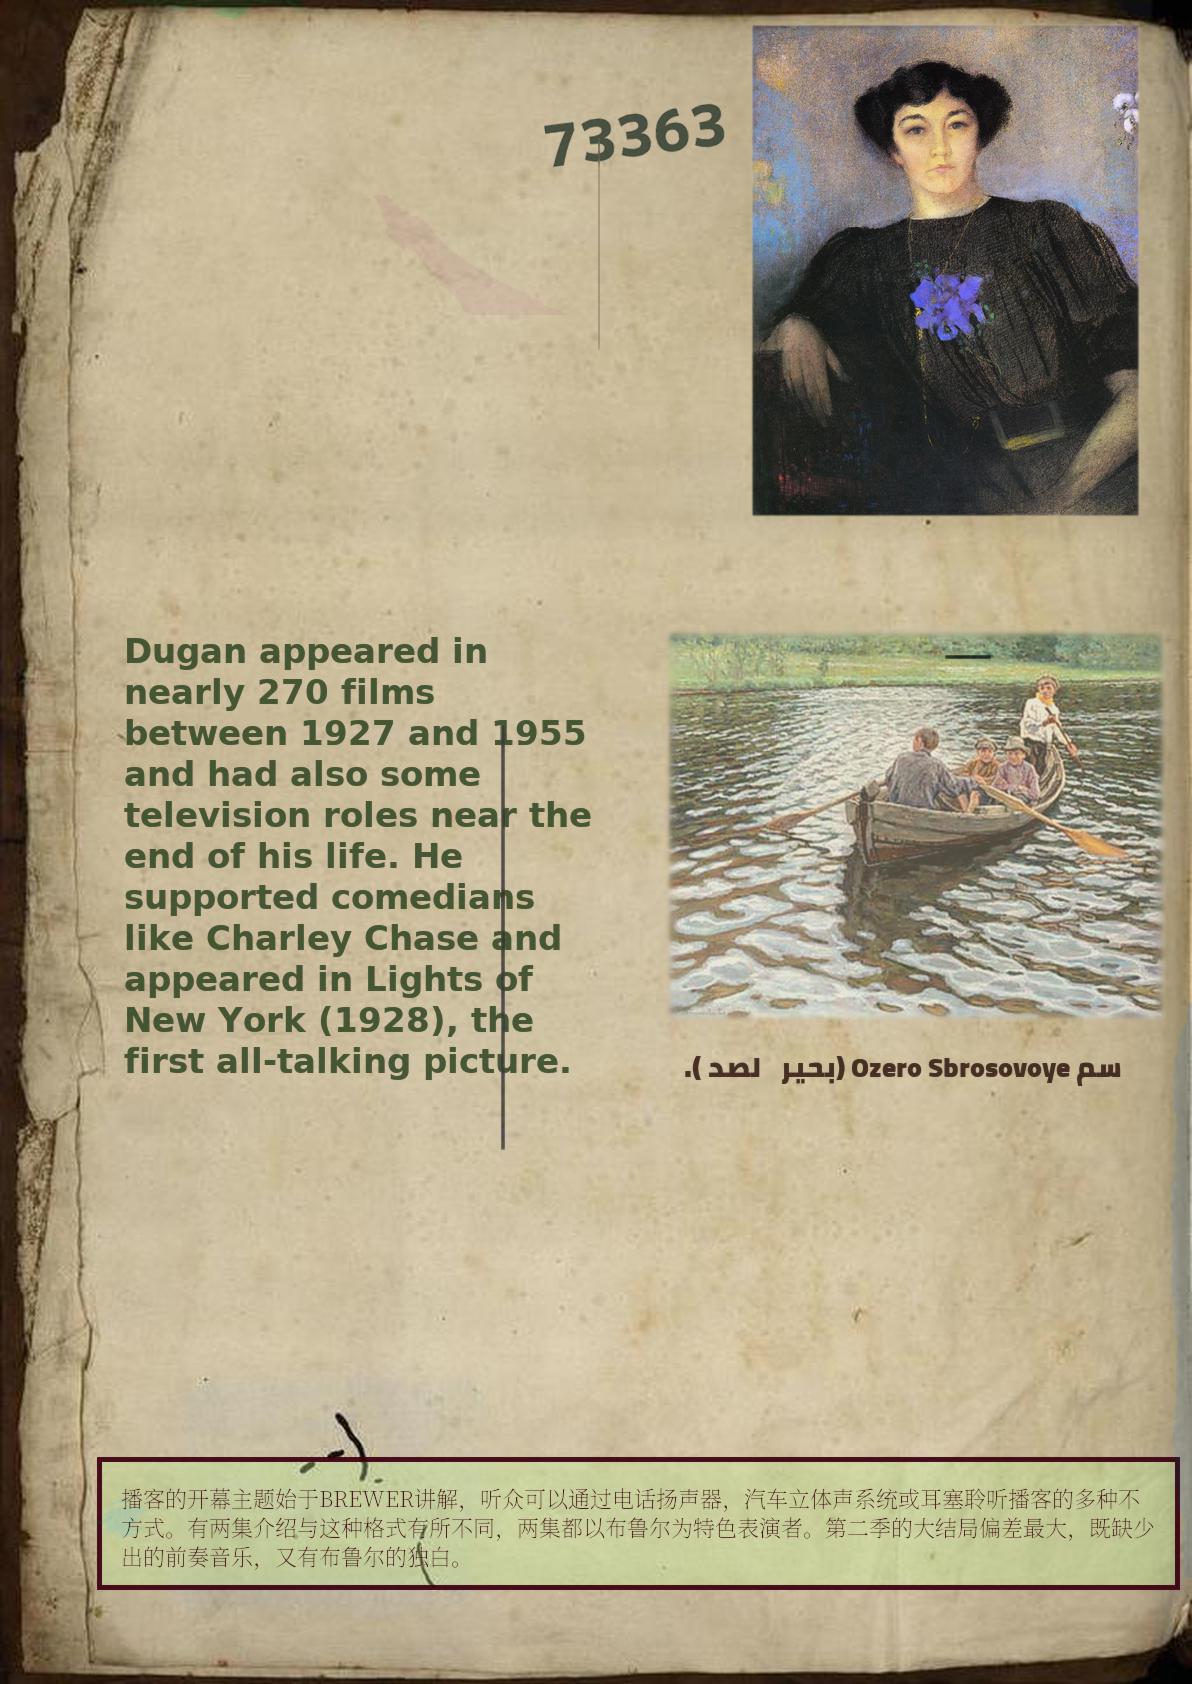 73363
Dugan appeared in
nearly 270 films
between 1927 and 1955
and had also some
television roles near the
end of his life. He
supported comedians
like Charley Chase and
appeared in Lights of
New York (1928), the
first all-talking picture.
سم Ozero Sbrosovoye (بحير لصد ).
播客的开幕主题始于BREWER讲解，听众可以通过电话扬声器，汽车立体声系统或耳塞聆听播客的多种不
方式。有两集介绍与这种格式有所不同，两集都以布鲁尔为特色表演者。第二季的大结局偏差最大，既缺少
出的前奏音乐，又有布鲁尔的独白。